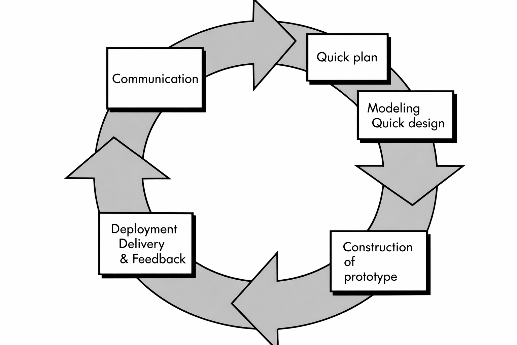 Communication
Quick plan
Modeling
Quick design
Construction
of
prototype
Deployment
Delivery
& Feedback